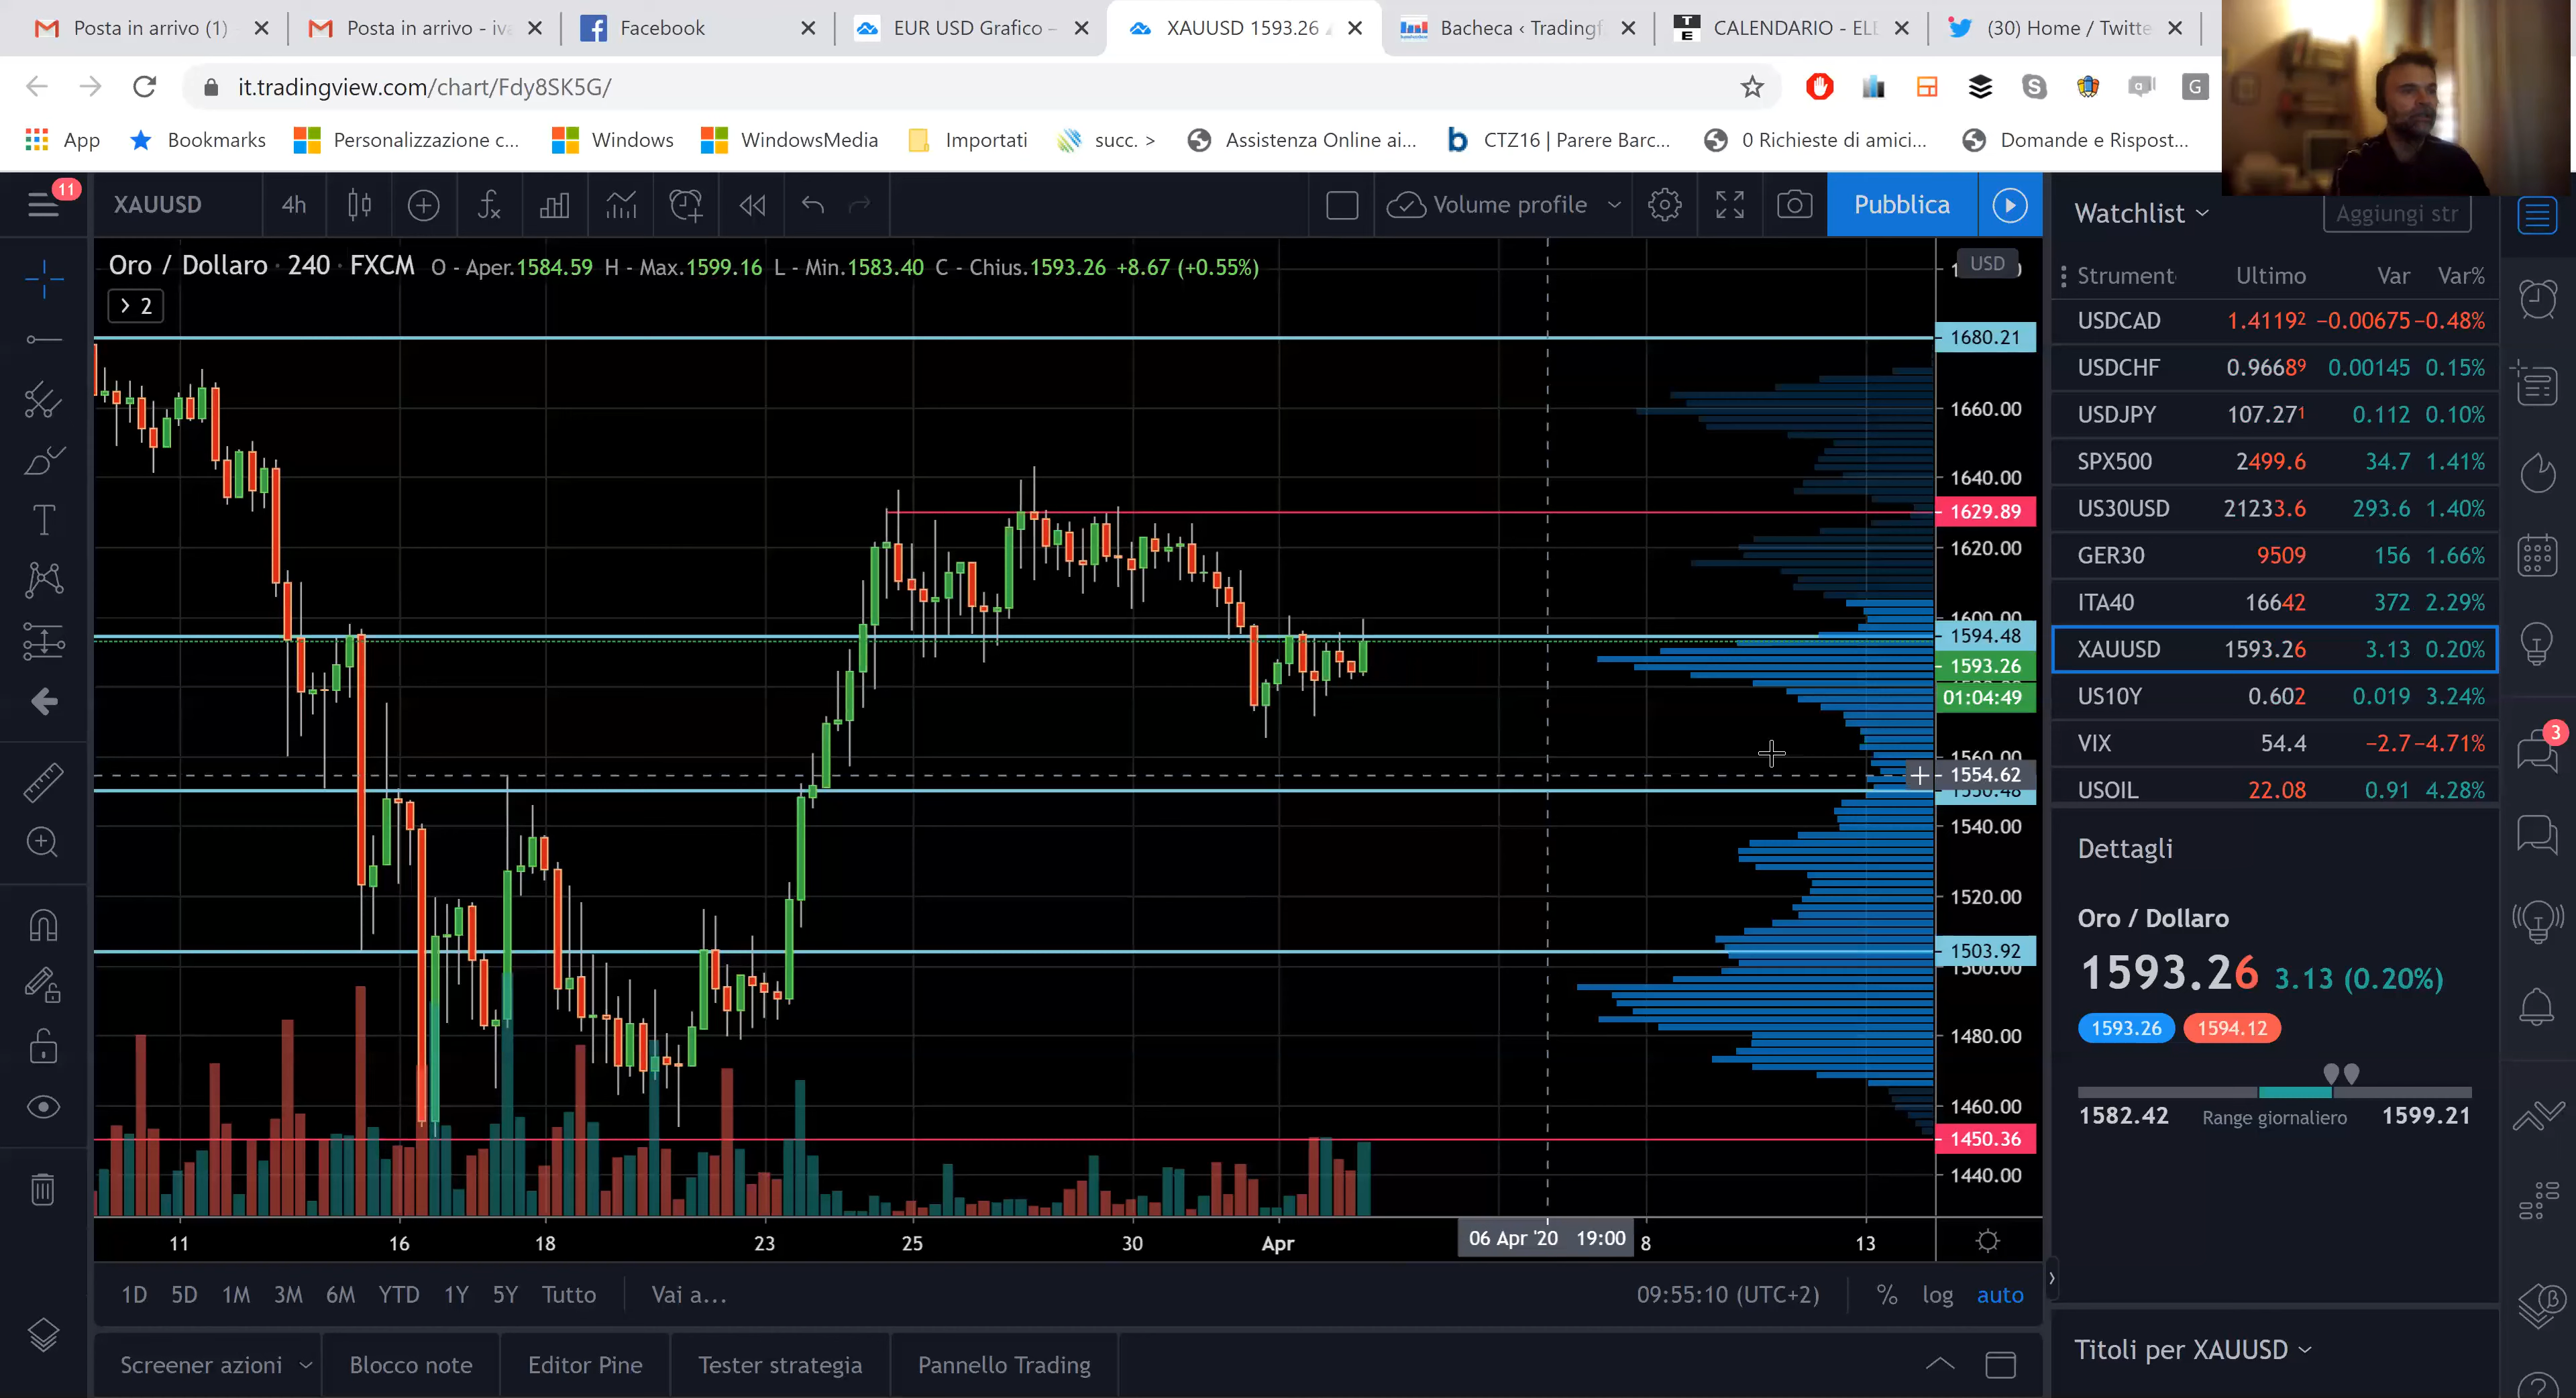 Posta in arrivo (1)
Posta in arrivo - iva
Facebook
EUR USD Grafico –
XAUUSD 1593.26
Bacheca ‹ Tradingf
CALENDARIO - ELE
(30) Home / Twitte
it.tradingview.com/chart/Fdy8SK5G/
App
Bookmarks
Personalizzazione c...
Windows
WindowsMedia
Importati
succ. >
Assistenza Online ai...
CTZ16 | Parere Barc...
0 Richieste di amici...
Domande e Rispost...
11
XAUUSD
4h
Volume profile
Pubblica
Watchlist
Aggiungi str
Oro / Dollaro · 240 · FXCM O - Aper.1584.59 H - Max.1599.16 L - Min.1583.40 C - Chius.1593.26 +8.67 (+0.55%)
2
USD
1680.21
1660.00
1640.00
1629.89
1620.00
1600.00
1594.48
1593.26
01:04:49
1560.00
1554.62
1550.48
1540.00
1520.00
1503.92
1500.00
1480.00
1460.00
1450.36
1440.00
11 16 18 23 25 30 Apr 06 Apr '20 19:00 8 13
Strument Ultimo Var Var%
USDCAD 1.41192 −0.00675 −0.48%
USDCHF 0.96689 0.00145 0.15%
USDJPY 107.271 0.112 0.10%
SPX500 2499.6 34.7 1.41%
US30USD 21233.6 293.6 1.40%
GER30 9509 156 1.66%
ITA40 16642 372 2.29%
XAUUSD 1593.26 3.13 0.20%
US10Y 0.602 0.019 3.24%
VIX 54.4 −2.7 −4.71%
USOIL 22.08 0.91 4.28%
3
Dettagli
Oro / Dollaro
1593.26 3.13 (0.20%)
1593.26 1594.12
1582.42 Range giornaliero 1599.21
1D 5D 1M 3M 6M YTD 1Y 5Y Tutto Vai a...
09:55:10 (UTC+2) % log auto
Screener azioni
Blocco note
Editor Pine
Tester strategia
Pannello Trading
Titoli per XAUUSD